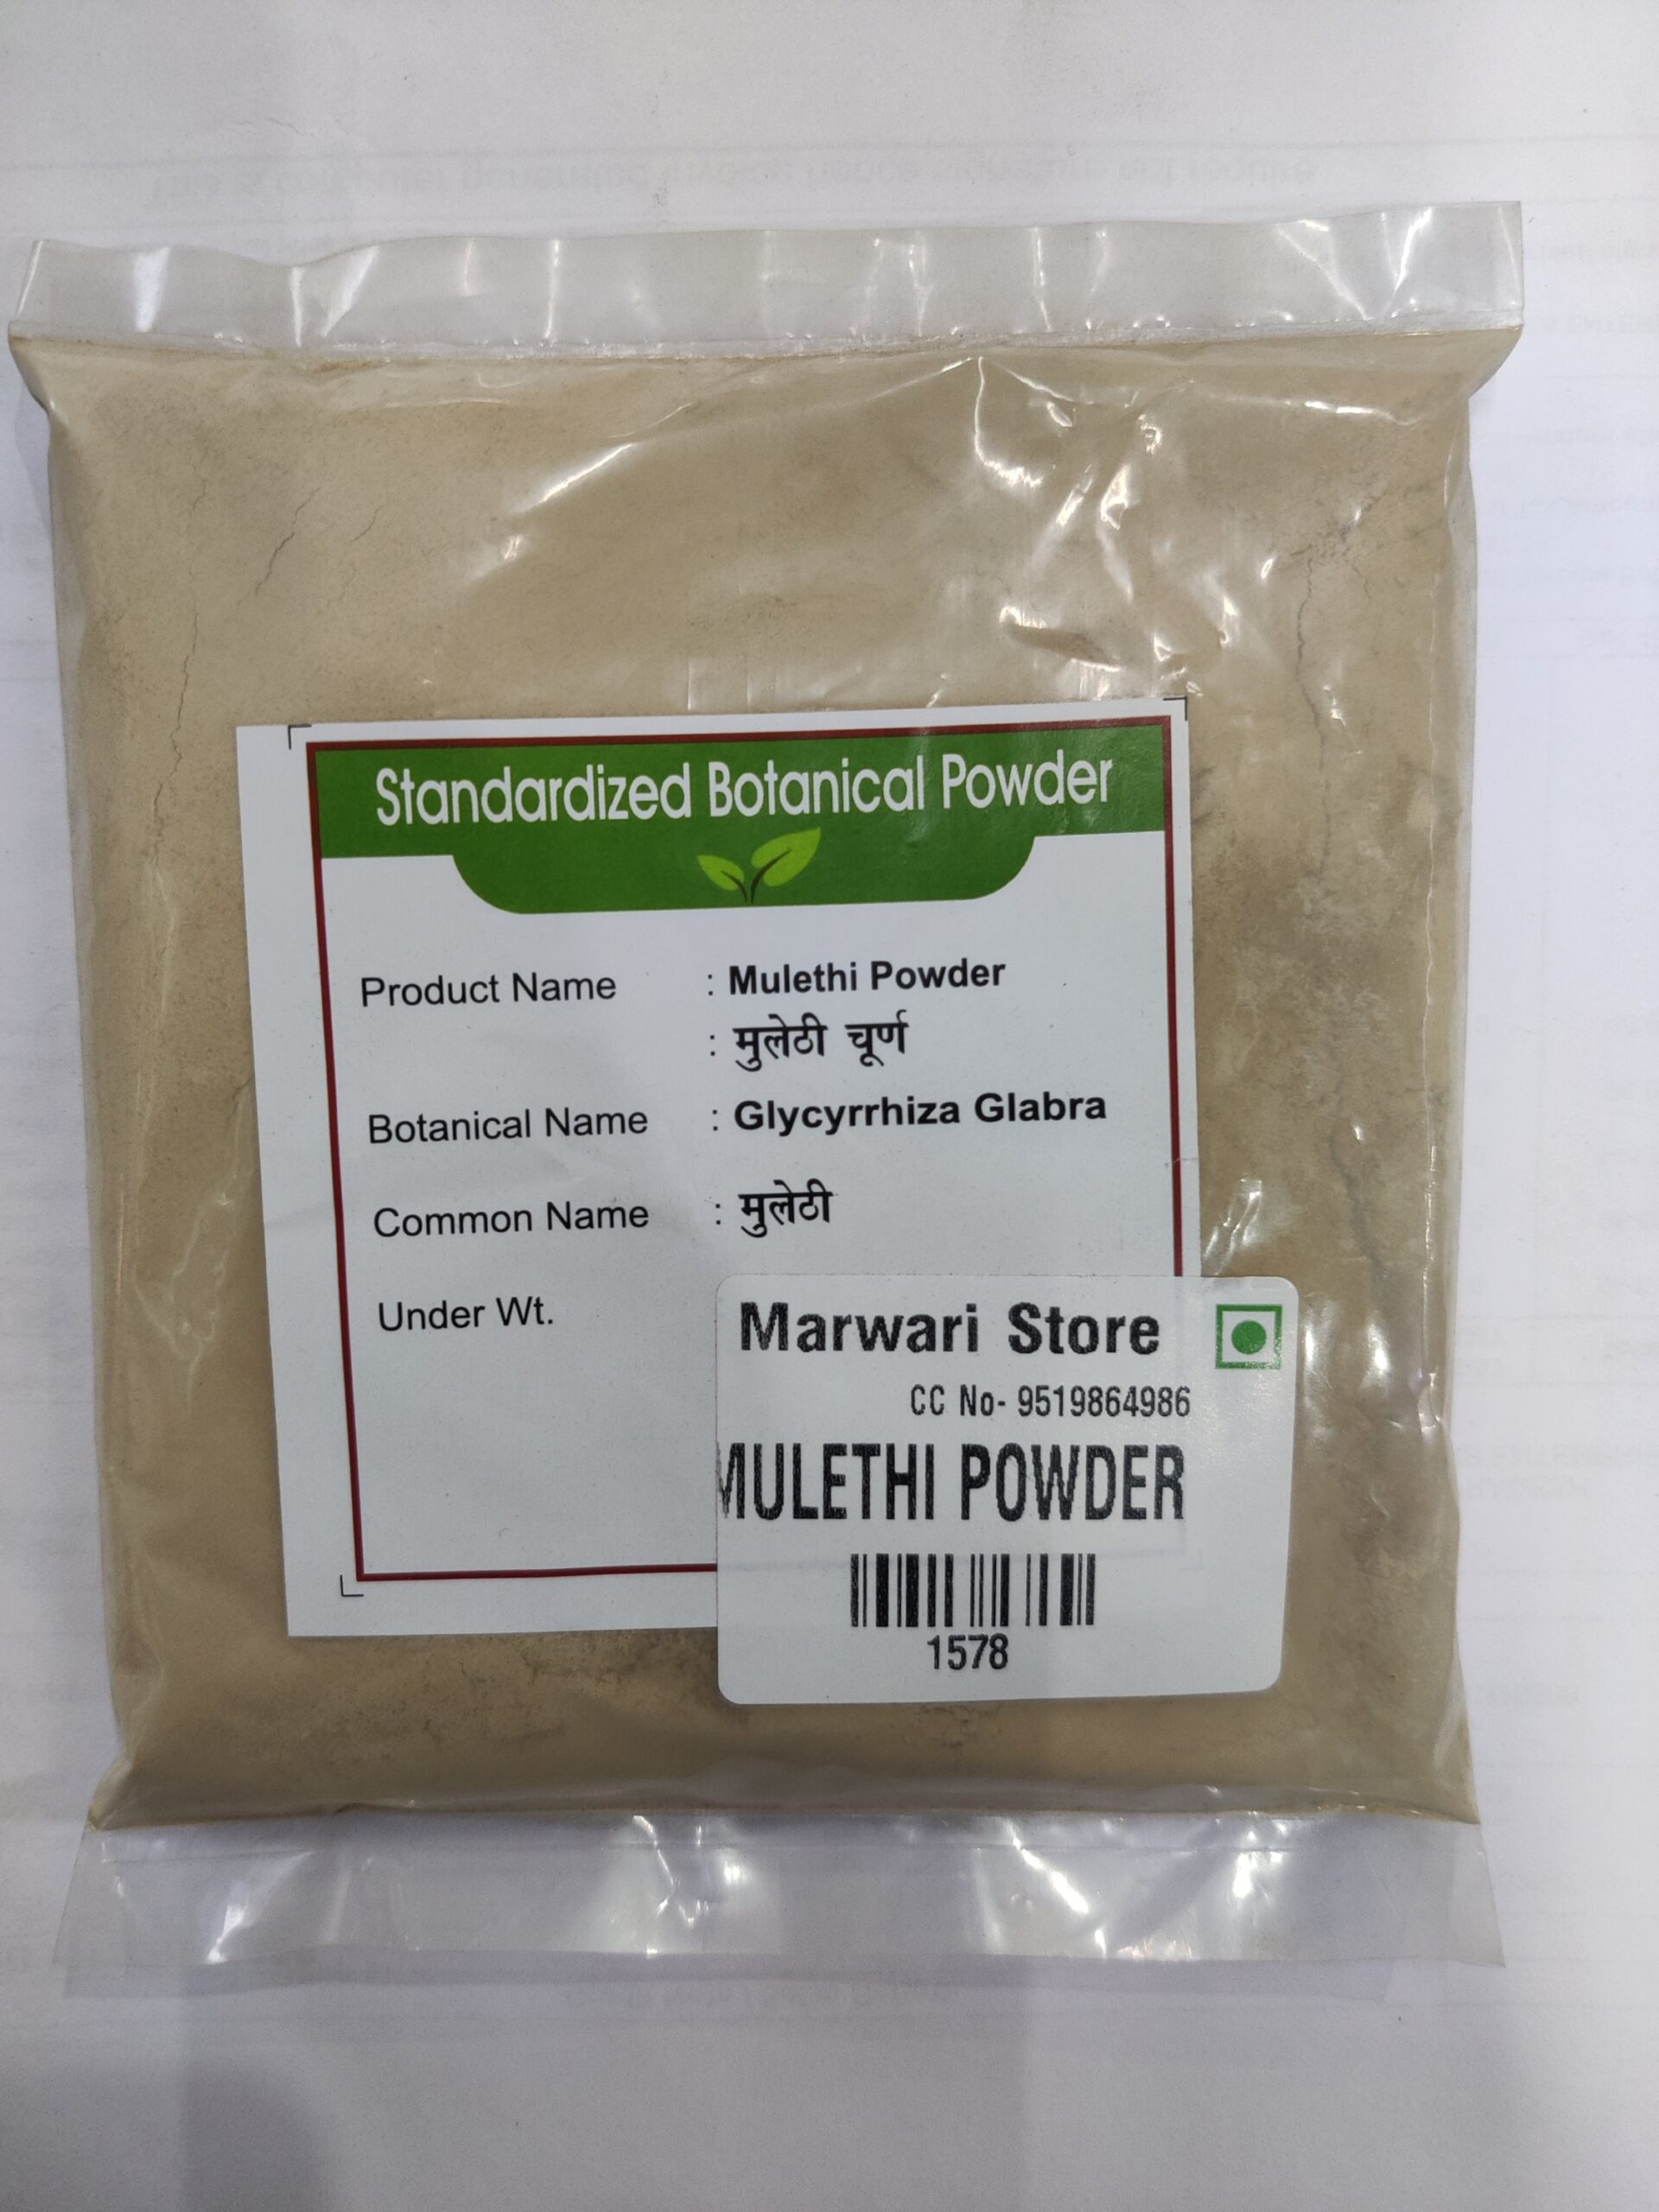 Standardized Botanical Powder
Product Name : Mulethi Powder
: मुलेठी चूर्ण
Botanical Name : Glycyrrhiza Glabra
Common Name : मुलेठी
Under Wt.
Marwari Store
CC No- 9519864986
MULETHI POWDER
1578